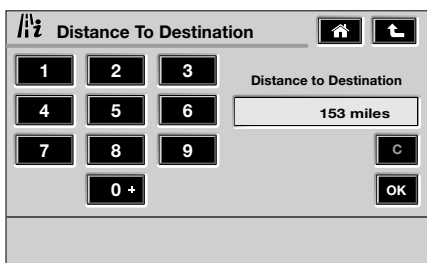 i Distance To Destination
1 2 3 Distance to Destination
4 5 6 153 miles
7 8 9 C
0 + OK